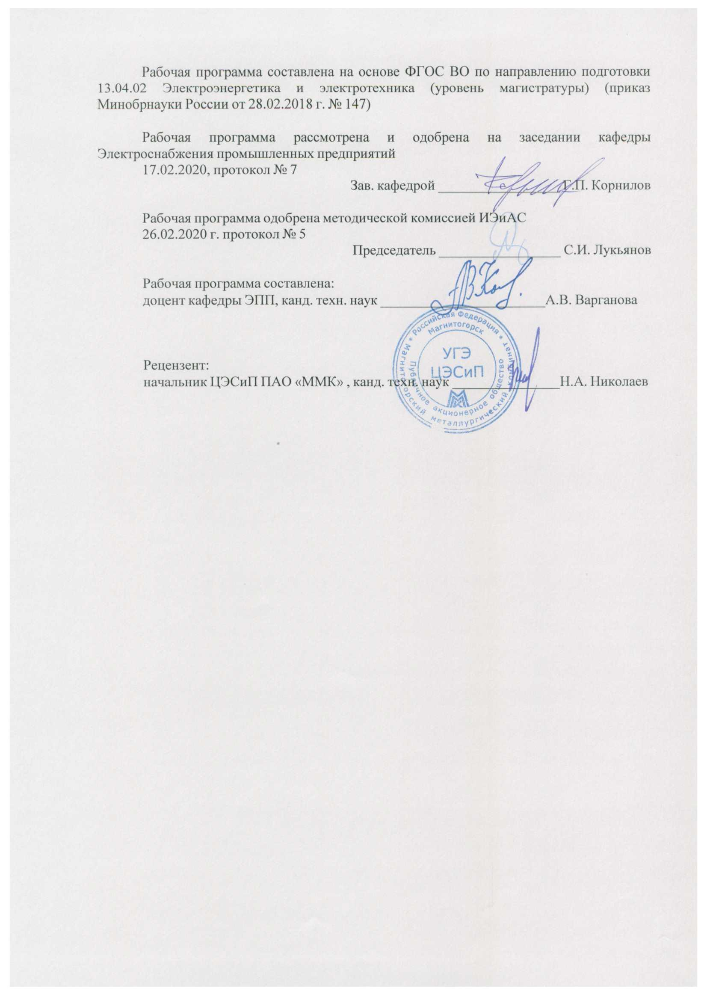 Рабочая программа составлена на основе ФГОС ВО по направлению подготовки
13.04.02 Электроэнергетика и электротехника (уровень магистратуры) (приказ
Минобрнауки России от 28.02.2018 г. № 147)
Рабочая программа рассмотрена и одобрена на заседании кафедры
Электроснабжения промышленных предприятий
17.02.2020, протокол № 7
Зав. кафедрой ____________________Г.П. Корнилов
Рабочая программа одобрена методической комиссией ИЭиАС
26.02.2020 г. протокол № 5
Председатель ____________________ С.И. Лукьянов
Рабочая программа составлена:
доцент кафедры ЭПП, канд. техн. наук ___________________________А.В. Варганова
Рецензент:
начальник ЦЭСиП ПАО «ММК» , канд. техн. наук __________________Н.А. Николаев
* Российская Федерация *
Магнитогорск
Магнитогорский металлургический комбинат
Публичное акционерное общество
УГЭ
ЦЭСиП